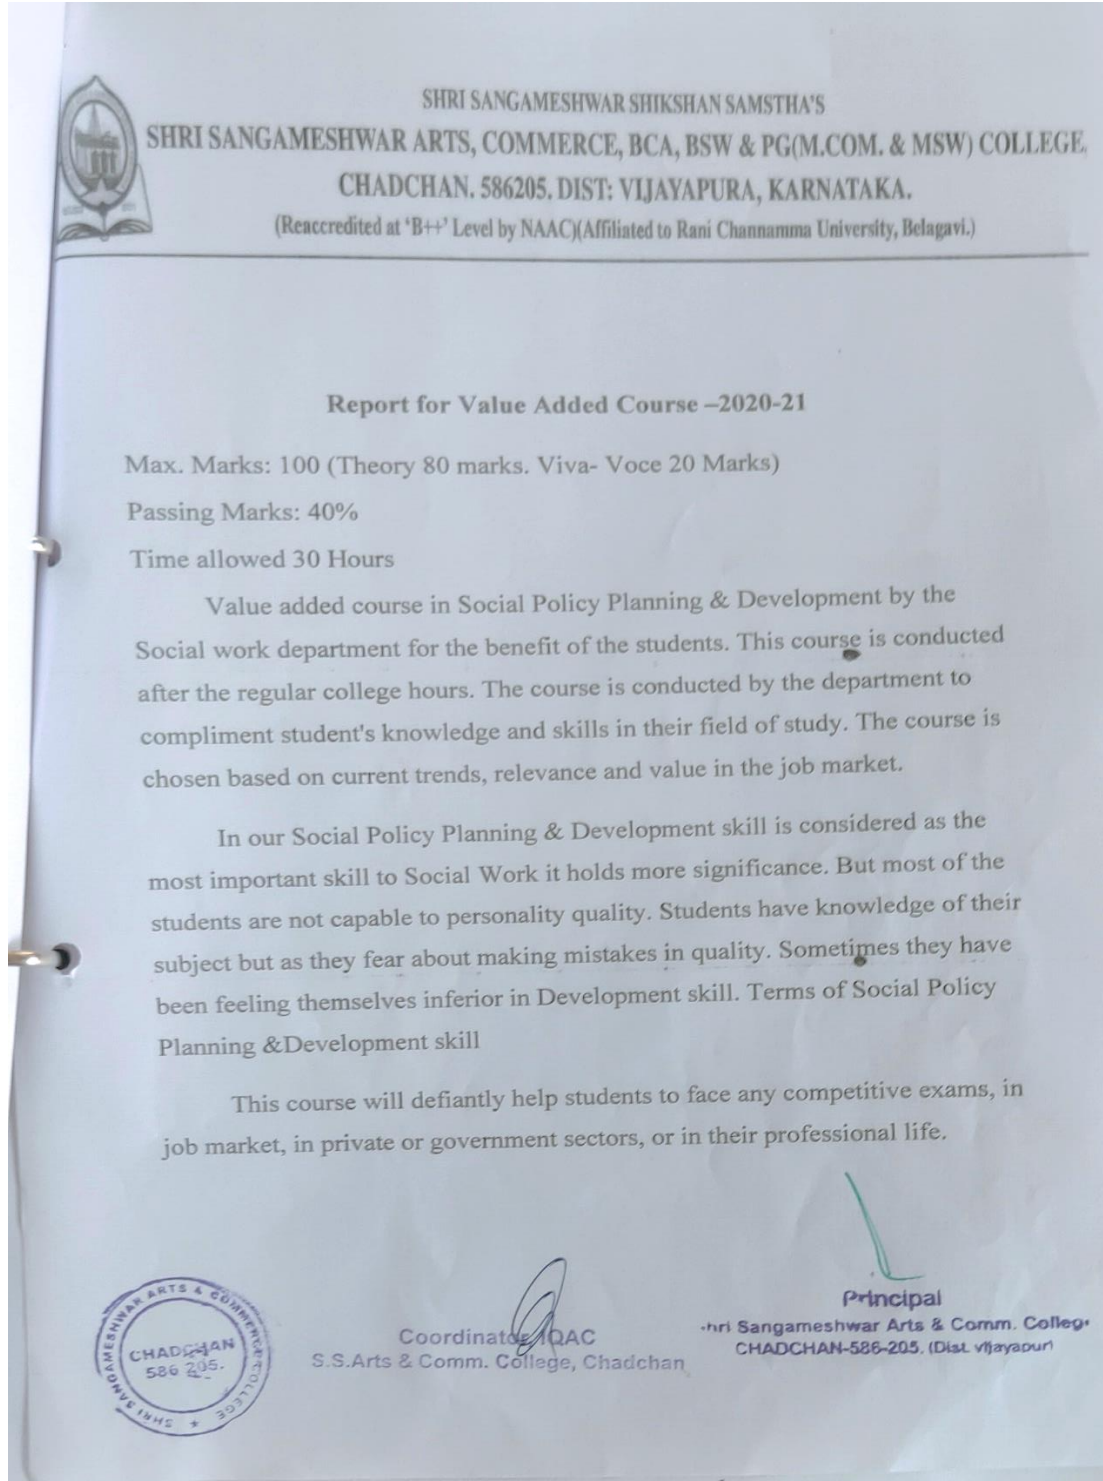 SHRI SANGAMESHWAR SHIKSHAN SAMSTHA'S
SHRI SANGAMESHWAR ARTS, COMMERCE, BCA, BSW & PG(M.COM. & MSW) COLLEGE,
CHADCHAN. 586205. DIST: VIJAYAPURA, KARNATAKA.
(Reaccredited at 'B++' Level by NAAC)(Affiliated to Rani Channamma University, Belagavi.)
Report for Value Added Course –2020-21
Max. Marks: 100 (Theory 80 marks. Viva- Voce 20 Marks)
Passing Marks: 40%
Time allowed 30 Hours
Value added course in Social Policy Planning & Development by the
Social work department for the benefit of the students. This course is conducted
after the regular college hours. The course is conducted by the department to
compliment student's knowledge and skills in their field of study. The course is
chosen based on current trends, relevance and value in the job market.
In our Social Policy Planning & Development skill is considered as the
most important skill to Social Work it holds more significance. But most of the
students are not capable to personality quality. Students have knowledge of their
subject but as they fear about making mistakes in quality. Sometimes they have
been feeling themselves inferior in Development skill. Terms of Social Policy
Planning &Development skill
This course will defiantly help students to face any competitive exams, in
job market, in private or government sectors, or in their professional life.
SHRI SANGAMESHWAR ARTS & COMMERCE COLLEGE
CHADCHAN
586 205.
Coordinator IQAC
S.S.Arts & Comm. College, Chadchan
Principal
hri Sangameshwar Arts & Comm. Colleg
CHADCHAN-586-205. (Dist. vijayapur)